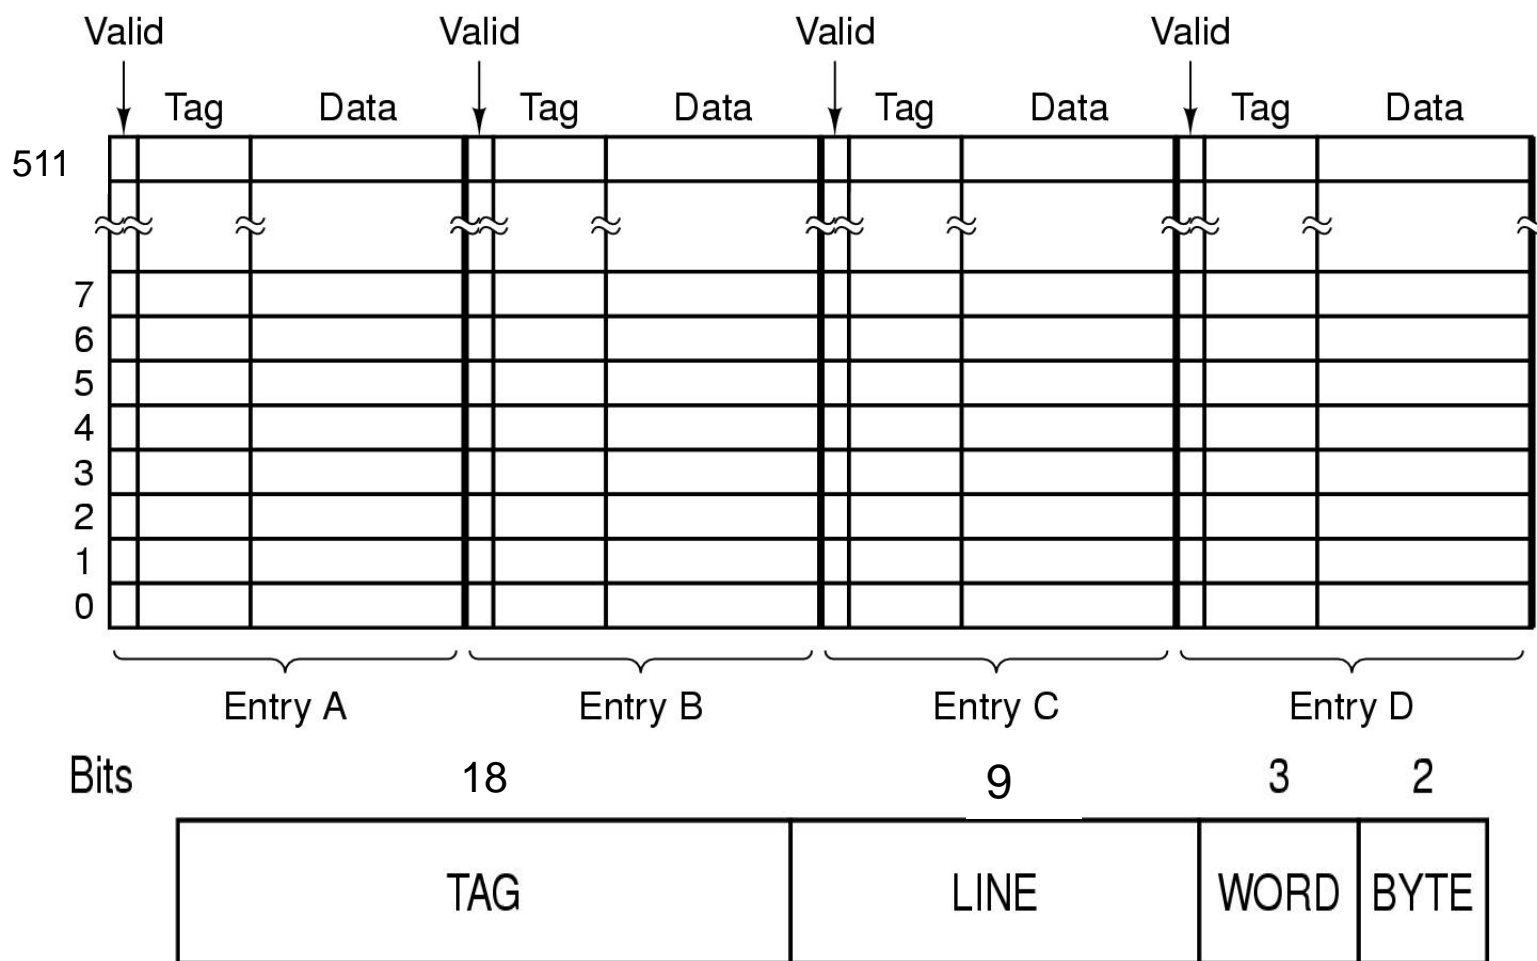 Valid Valid Valid Valid
Tag Data Tag Data Tag Data Tag Data
511
7
6
5
4
3
2
1
0
Entry A Entry B Entry C Entry D
Bits 18 9 3 2
TAG LINE WORD BYTE